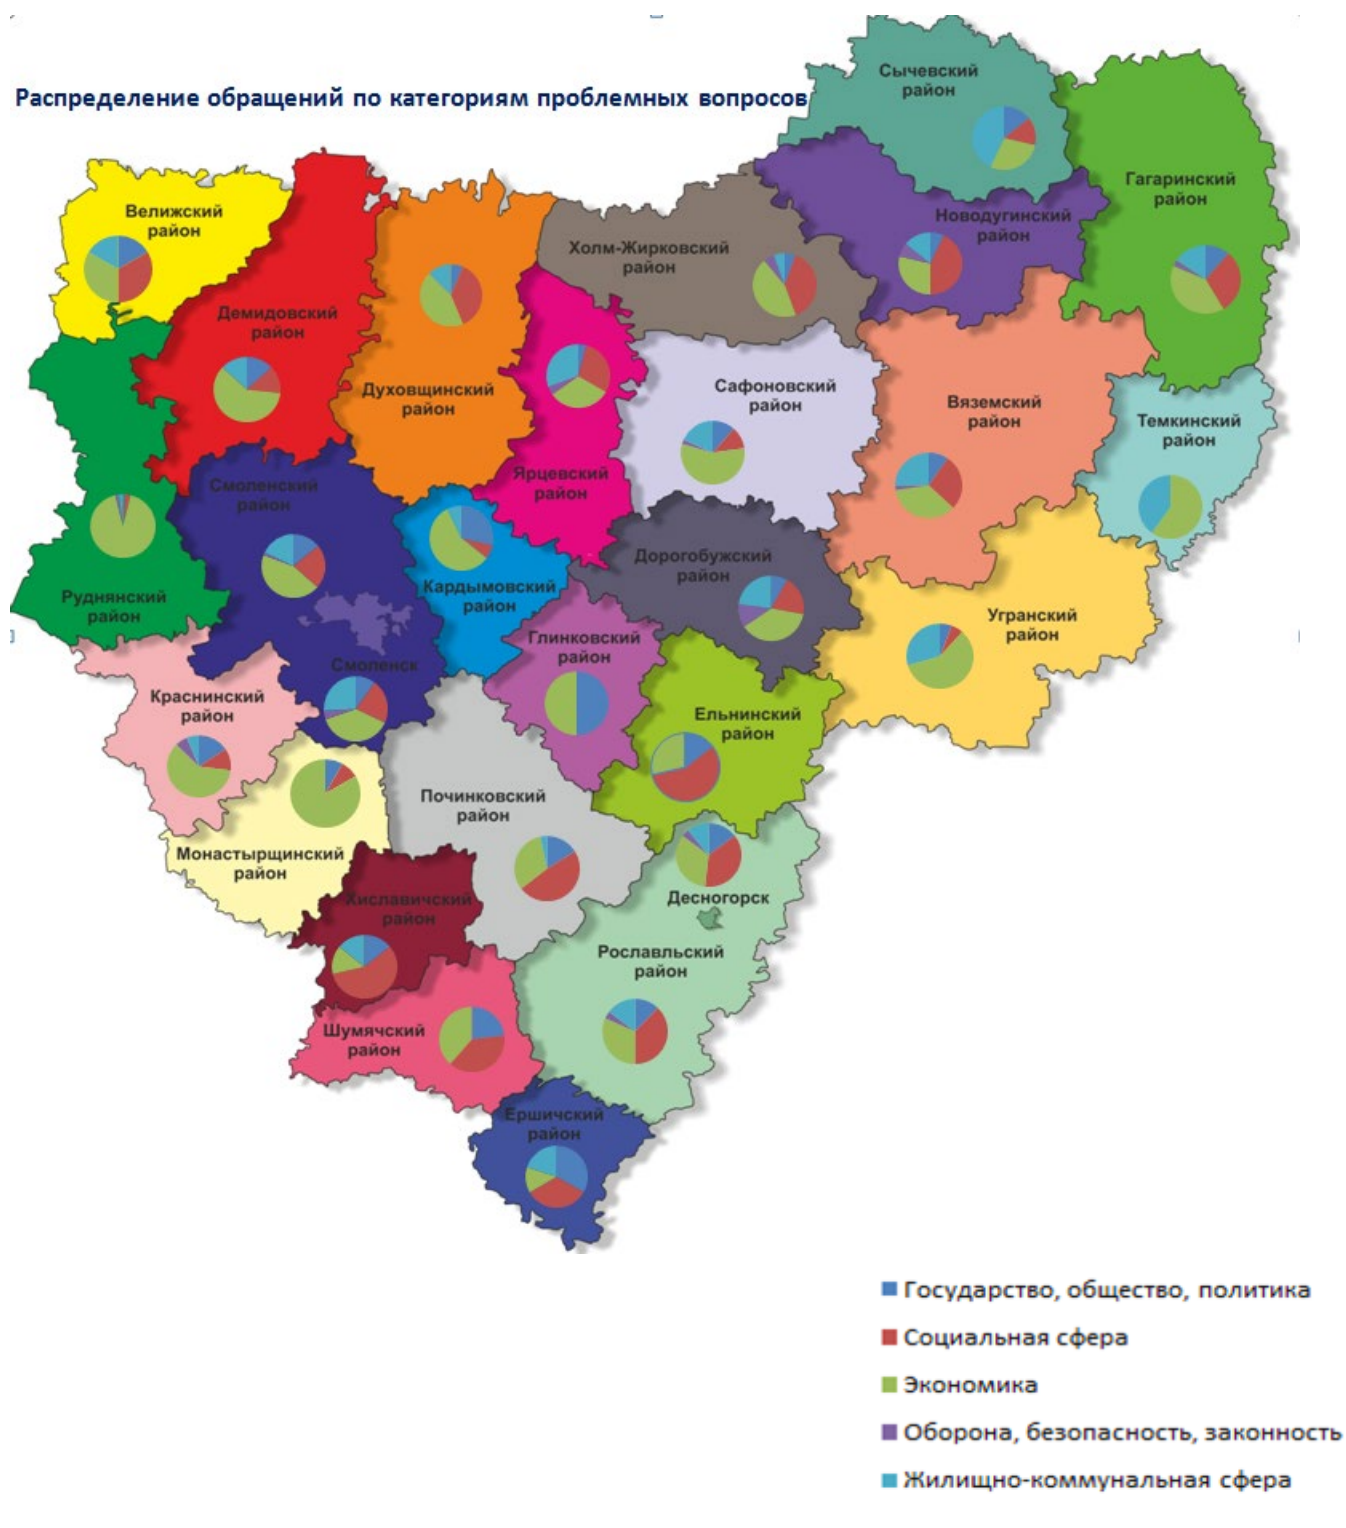 Распределение обращений по категориям проблемных вопросов
Сычевский
район
Гагаринский
район
Велижский
район
Новодугинский
район
Холм-Жирковский
район
Демидовский
район
Духовщинский
район
Сафоновский
район
Вяземский
район
Темкинский
район
Ярцевский
район
Смоленский
район
Дорогобужский
район
Кардымовский
район
Руднянский
район
Угранский
район
Глинковский
район
Смоленск
Краснинский
район
Ельнинский
район
Починковский
район
Монастырщинский
район
Хиславичский
район
Десногорск
Рославльский
район
Шумячский
район
Ершичский
район
Государство, общество, политика
Социальная сфера
Экономика
Оборона, безопасность, законность
Жилищно-коммунальная сфера